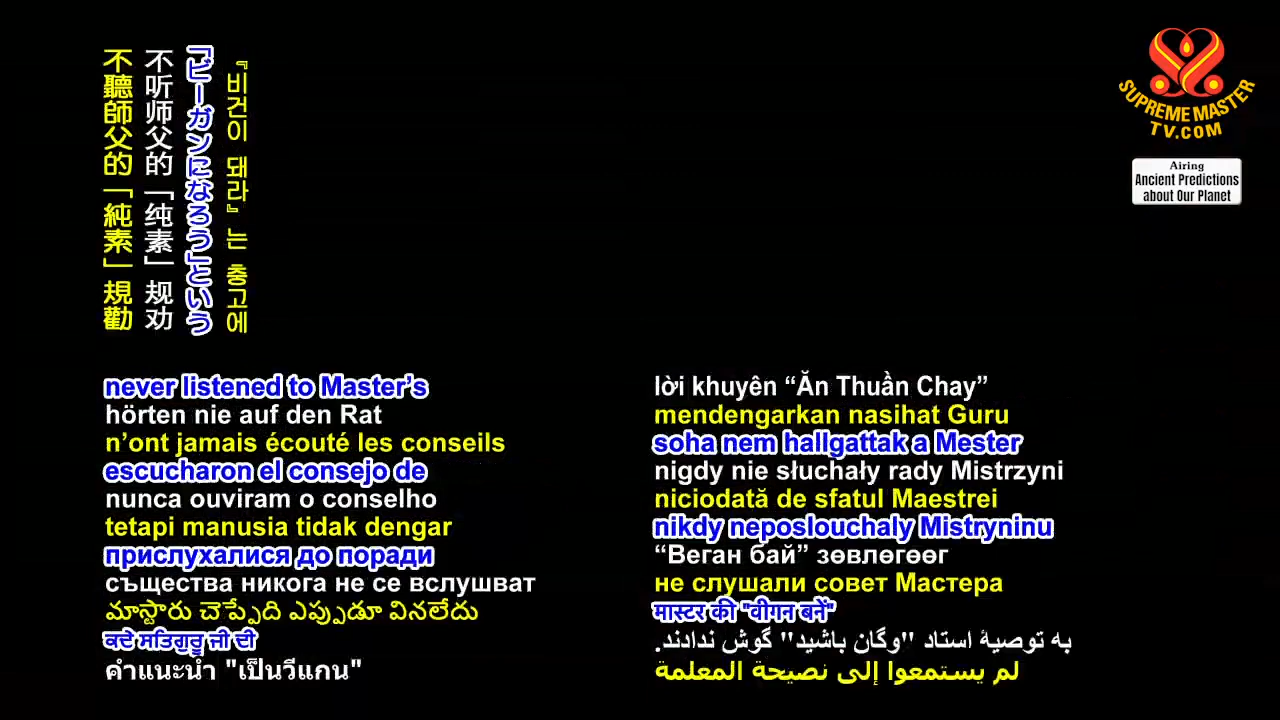 『비건이 돼라』는 충고에
「ビーガンになろう」という
不听师父的「纯素」规劝
不聽師父的「純素」規勸
SUPREME MASTER
TV.COM
Airing
Ancient Predictions
about Our Planet
never listened to Master’s
hörten nie auf den Rat
n’ont jamais écouté les conseils
escucharon el consejo de
nunca ouviram o conselho
tetapi manusia tidak dengar
прислухалися до поради
същества никога не се вслушват
మాస్టారు చెప్పేది ఎప్పుడూ వినలేదు
ਕਦੇ ਸਤਿਗੁਰੂ ਜੀ ਦੀ
คำแนะนำ "เป็นวีแกน"
lời khuyên “Ăn Thuần Chay”
mendengarkan nasihat Guru
soha nem hallgattak a Mester
nigdy nie słuchały rady Mistrzyni
niciodată de sfatul Maestrei
nikdy neposlouchaly Mistryninu
“Веган бай” зөвлөгөөг
не слушали совет Мастера
मास्टर की "वीगन बनें"
به توصیهٔ استاد "وگان باشید" گوش ندادند.
لم يستمعوا إلى نصيحة المعلمة